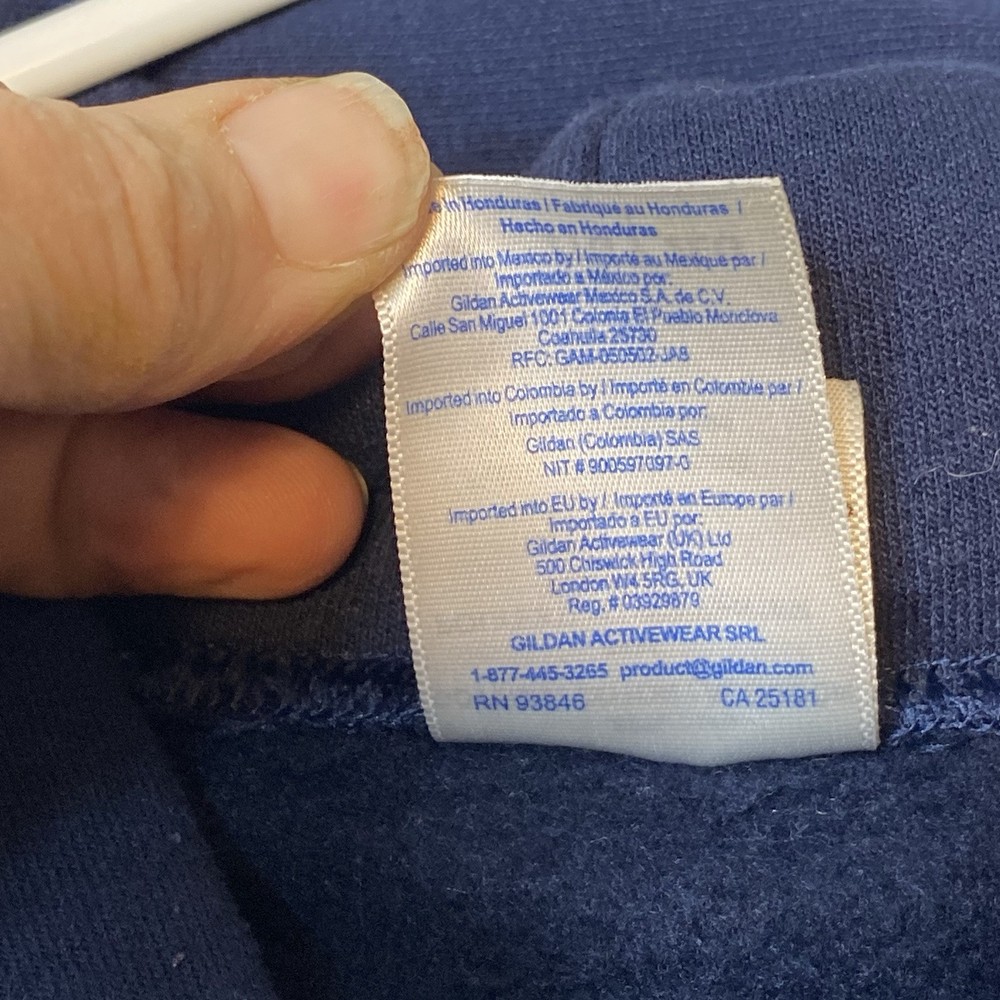 in Honduras / Fabriqué au Honduras /
Hecho en Honduras
Imported into Mexico by / Importé au Mexique par /
Importado a México por:
Gildan Activewear Mexico S.A. de C.V.
Calle San Miguel 1001 Colonia El Pueblo Monclova
Coahuila 25730
RFC: GAM-050502-JA8
Imported into Colombia by / Importé en Colombie par /
Importado a Colombia por:
Gildan (Colombia) SAS
NIT # 900597097-0
Imported into EU by / Importé en Europe par /
Importado a EU por:
Gildan Activewear (UK) Ltd
500 Chiswick High Road
London W4 5RG, UK
Reg. # 03929879
GILDAN ACTIVEWEAR SRL
1-877-445-3265 product@gildan.com
RN 93846 CA 25181